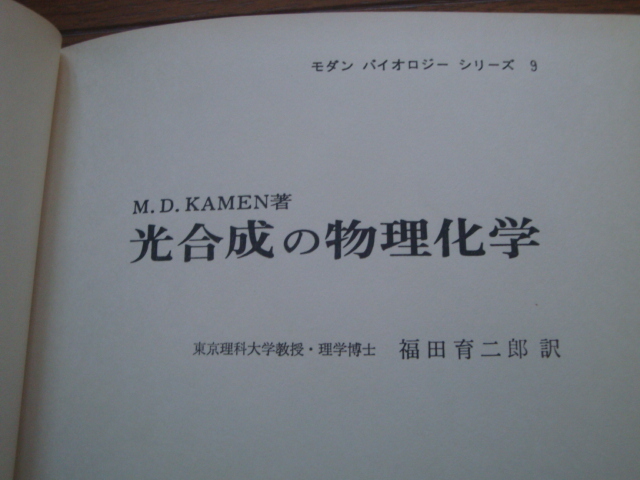 モダン バイオロジー シリーズ 9
M.D.KAMEN著
光合成の物理化学
東京理科大学教授・理学博士 福田育二郎 訳